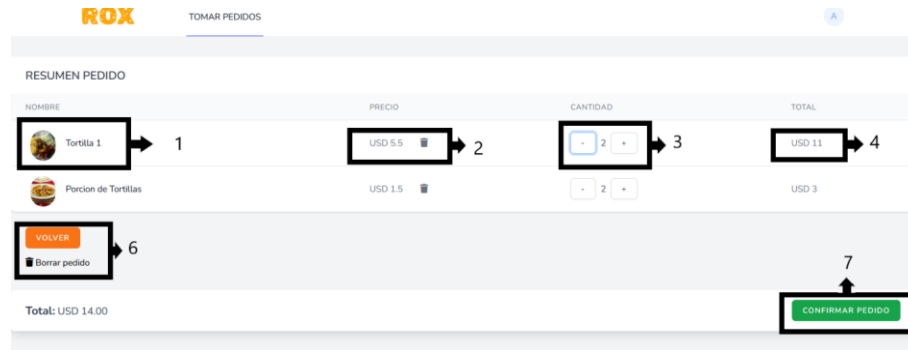 ROX TOMAR PEDIDOS A
RESUMEN PEDIDO
NOMBRE PRECIO CANTIDAD TOTAL
Tortilla 1 1 USD 5.5 2 - 2 + 3 USD 11 4
Porcion de Tortillas USD 1.5 - 2 + USD 3
VOLVER
6
Borrar pedido
7
Total: USD 14.00 CONFIRMAR PEDIDO